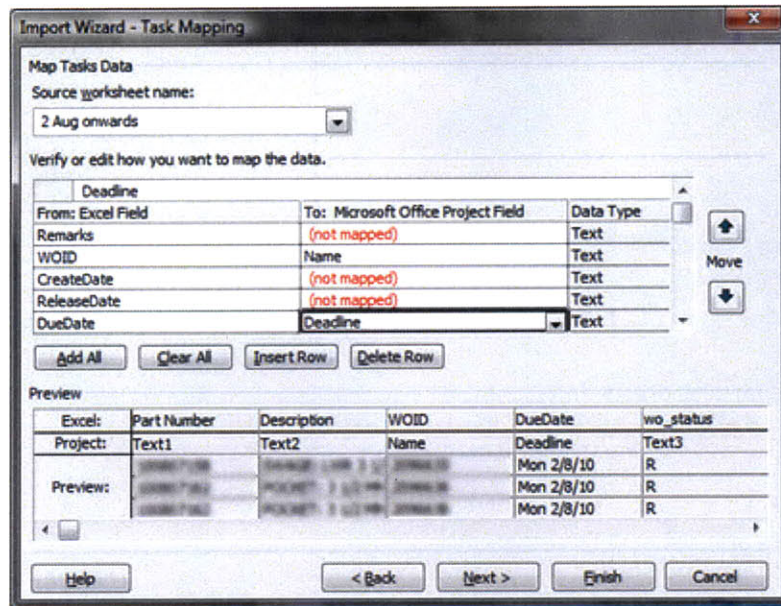 Import Wizard - Task Mapping
x
Map Tasks Data
Source worksheet name:
2 Aug onwards
Verify or edit how you want to map the data.
Deadline
From: Excel Field To: Microsoft Office Project Field Data Type
Remarks (not mapped) Text
WOID Name Text
CreateDate (not mapped) Text
ReleaseDate (not mapped) Text
DueDate Deadline Text
Move
Add All Clear All Insert Row Delete Row
Preview
Excel: Part Number Description WOID DueDate wo_status
Project: Text1 Text2 Name Deadline Text3
Mon 2/8/10 R
Preview: Mon 2/8/10 R
Mon 2/8/10 R
Help < Back Next > Finish Cancel